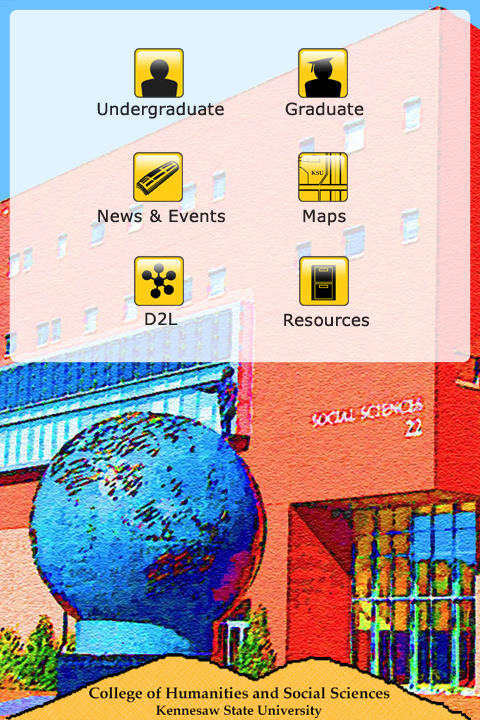 Undergraduate Graduate
KSU
News & Events Maps
D2L Resources
SOCIAL SCIENCES
22
College of Humanities and Social Sciences
Kennesaw State University